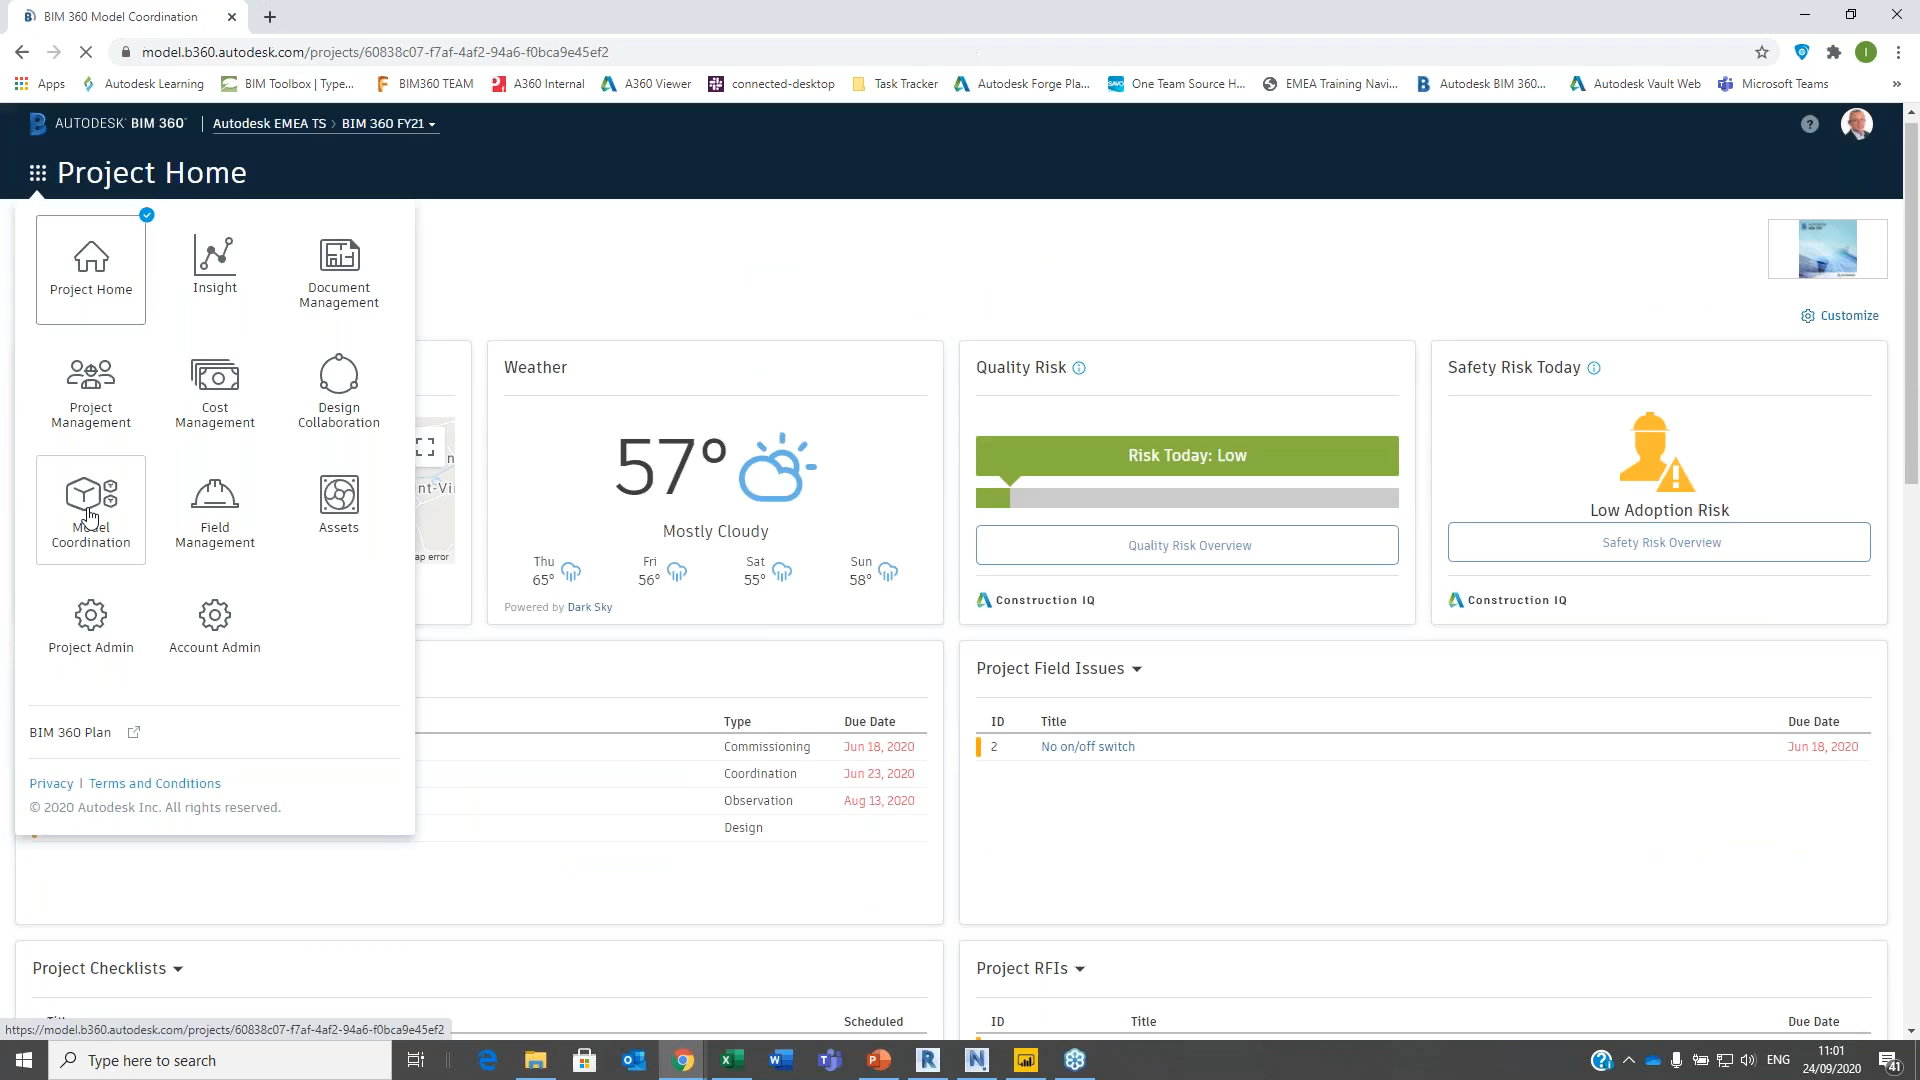 BIM 360 Model Coordination
model.b360.autodesk.com/projects/60838c07-f7af-4af2-94a6-f0bca9e45ef2
Apps
Autodesk Learning
BIM Toolbox | Type...
BIM360 TEAM
A360 Internal
A360 Viewer
connected-desktop
Task Tracker
Autodesk Forge Pla...
One Team Source H...
EMEA Training Navi...
Autodesk BIM 360...
Autodesk Vault Web
Microsoft Teams
AUTODESK BIM 360
Autodesk EMEA TS > BIM 360 FY21
Project Home
Project Home
Insight
Document
Management
Project
Management
Cost
Management
Design
Collaboration
Model
Coordination
Field
Management
Assets
Project Admin
Account Admin
BIM 360 Plan
Privacy | Terms and Conditions
© 2020 Autodesk Inc. All rights reserved.
Customize
ap error
Weather
57°
Mostly Cloudy
Thu
65°
Fri
56°
Sat
55°
Sun
58°
Powered by Dark Sky
Quality Risk
Risk Today: Low
Quality Risk Overview
Construction IQ
Safety Risk Today
Low Adoption Risk
Safety Risk Overview
Construction IQ
Type Due Date
Commissioning Jun 18, 2020
Coordination Jun 23, 2020
Observation Aug 13, 2020
Design
Project Field Issues
ID Title Due Date
2 No on/off switch Jun 18, 2020
Project Checklists
Scheduled
Project RFIs
ID Title Due Date
https://model.b360.autodesk.com/projects/60838c07-f7af-4af2-94a6-f0bca9e45ef2
Type here to search
ENG
11:01
24/09/2020
41